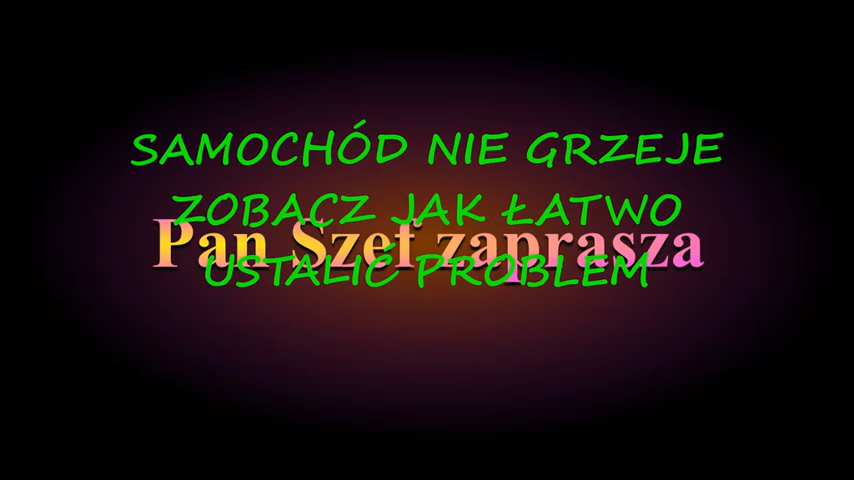 SAMOCHÓD NIE GRZEJE
ZOBACZ JAK ŁATWO
Pan Szef zaprasza
USTALIĆ PROBLEM